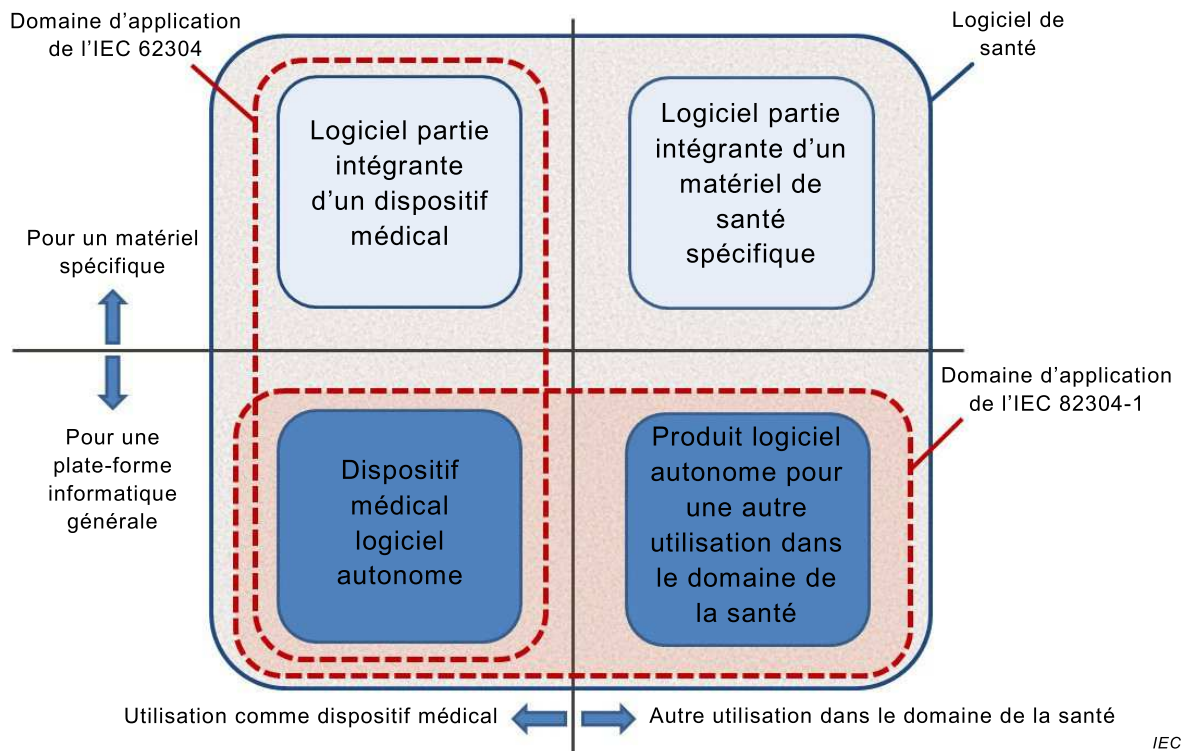 Domaine d'application
de l'IEC 62304
Logiciel de
santé
Logiciel partie
intégrante
d'un dispositif
médical
Logiciel partie
intégrante d'un
matériel de
santé
spécifique
Pour un matériel
spécifique
Domaine d'application
de l'IEC 82304-1
Pour une
plate-forme
informatique
générale
Dispositif
médical
logiciel
autonome
Produit logiciel
autonome pour
une autre
utilisation dans
le domaine de
la santé
Utilisation comme dispositif médical
Autre utilisation dans le domaine de la santé
IEC